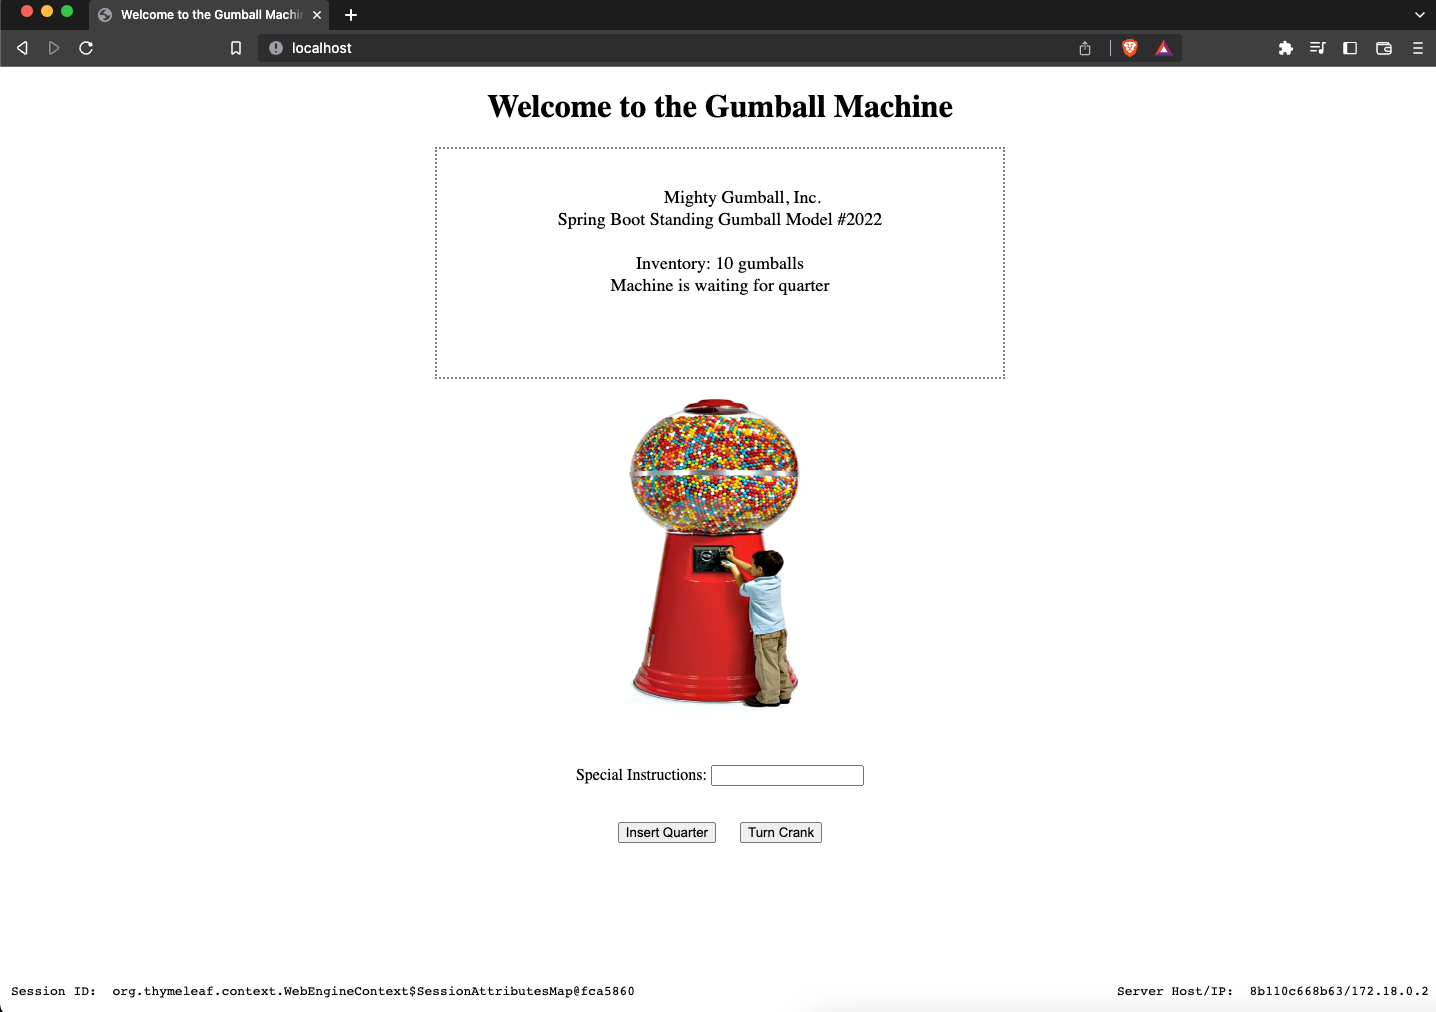 Welcome to the Gumball Machin
localhost
Welcome to the Gumball Machine
Mighty Gumball, Inc.
Spring Boot Standing Gumball Model #2022
Inventory: 10 gumballs
Machine is waiting for quarter
Special Instructions:
Insert Quarter Turn Crank
Session ID: org.thymeleaf.context.WebEngineContext$SessionAttributesMap@fca5860 Server Host/IP: 8b110c668b63/172.18.0.2